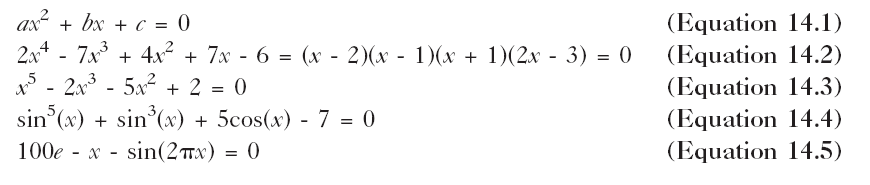 ax² + bx + c = 0 (Equation 14.1)
2x⁴ - 7x³ + 4x² + 7x - 6 = (x - 2)(x - 1)(x + 1)(2x - 3) = 0 (Equation 14.2)
x⁵ - 2x³ - 5x² + 2 = 0 (Equation 14.3)
sin⁵(x) + sin³(x) + 5cos(x) - 7 = 0 (Equation 14.4)
100e - x - sin(2πx) = 0 (Equation 14.5)